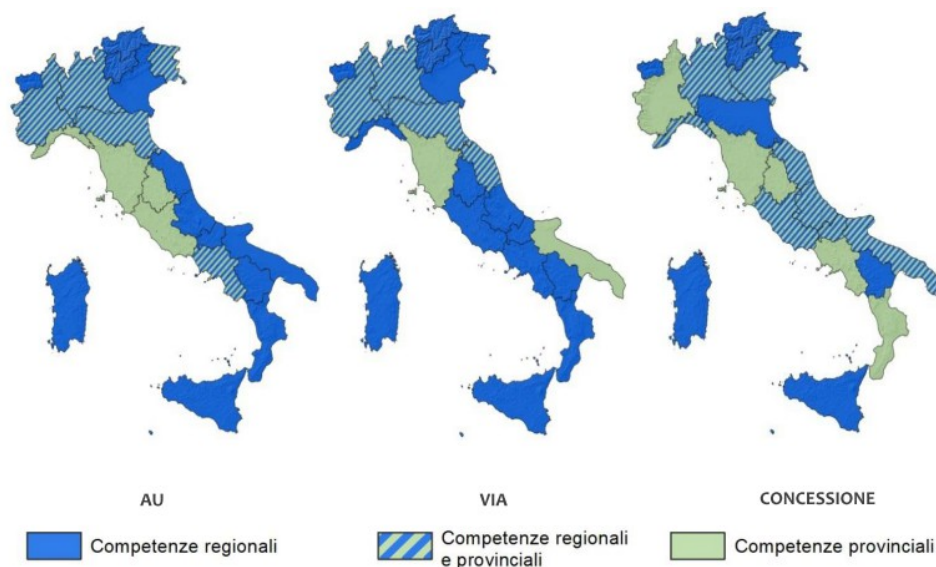 AU
VIA
CONCESSIONE
Competenze regionali
Competenze regionali
e provinciali
Competenze provinciali